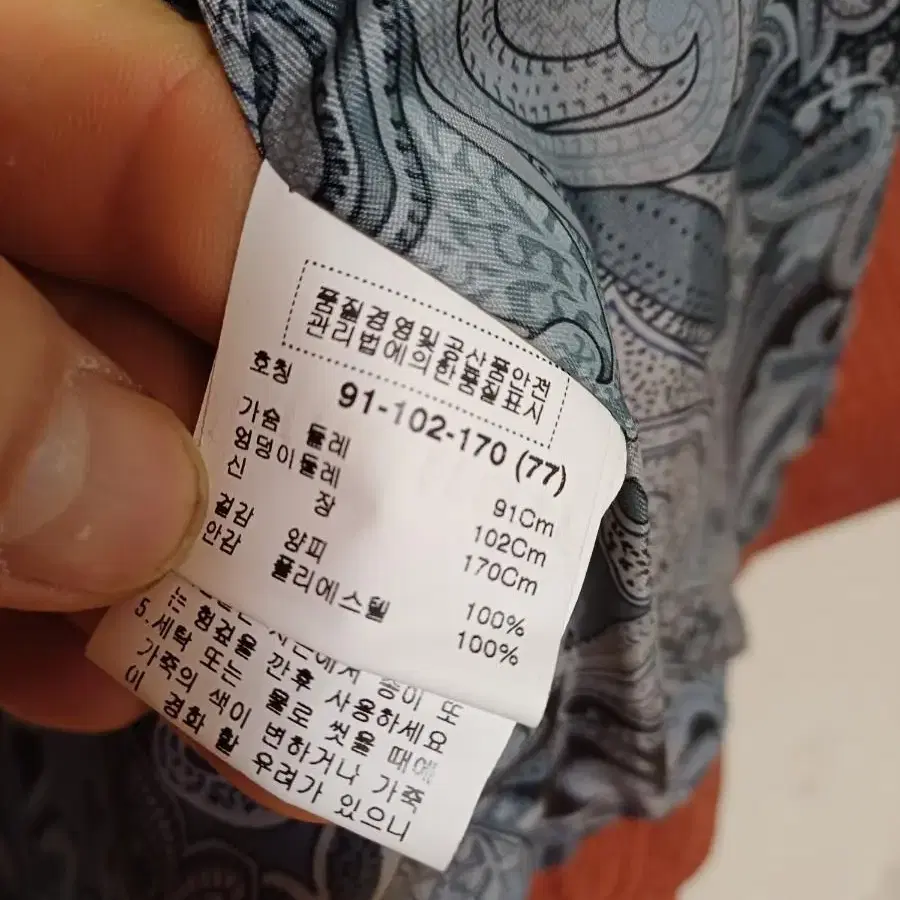 품질경영및공산품안전
관리법에의한품질표시
호칭 91-102-170 (77)
가슴 둘레 91Cm
엉덩이둘레 102Cm
신 장 170Cm
겉감 양피 100%
안감 폴리에스텔 100%
는 헝겊을 깐후 사용하세요
5.세탁 또는 물로 씻을 때에
가죽의 색이 변하거나 가죽
이 경화 될 우려가 있으니